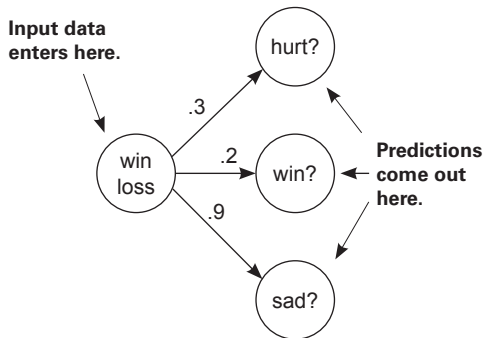 Input data
enters here.
hurt?
.3
win
loss
.2
win?
Predictions
come out
here.
.9
sad?